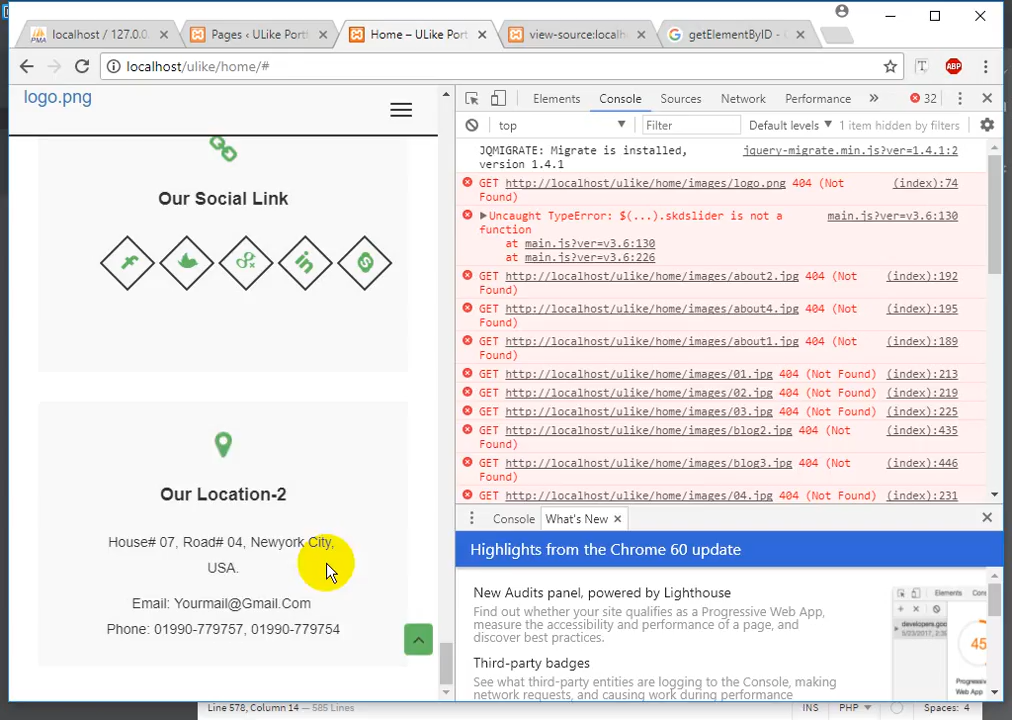 localhost / 127.0.0
Pages ‹ ULike Port
Home – ULike Port
view-source:localh
getElementByID -
localhost/ulike/home/#
ABP
logo.png
Our Social Link
Our Location-2
House# 07, Road# 04, Newyork City,
USA.
Email: Yourmail@Gmail.Com
Phone: 01990-779757, 01990-779754
Elements Console Sources Network Performance » 32
top Filter Default levels 1 item hidden by filters
JQMIGRATE: Migrate is installed, jquery-migrate.min.js?ver=1.4.1:2
version 1.4.1
GET http://localhost/ulike/home/images/logo.png 404 (Not (index):74
Found)
Uncaught TypeError: $(...).skdslider is not a main.js?ver=v3.6:130
function
at main.js?ver=v3.6:130
at main.js?ver=v3.6:226
GET http://localhost/ulike/home/images/about2.jpg 404 (Not (index):192
Found)
GET http://localhost/ulike/home/images/about4.jpg 404 (Not (index):195
Found)
GET http://localhost/ulike/home/images/about1.jpg 404 (Not (index):189
Found)
GET http://localhost/ulike/home/images/01.jpg 404 (Not Found) (index):213
GET http://localhost/ulike/home/images/02.jpg 404 (Not Found) (index):219
GET http://localhost/ulike/home/images/03.jpg 404 (Not Found) (index):225
GET http://localhost/ulike/home/images/blog2.jpg 404 (Not (index):435
Found)
GET http://localhost/ulike/home/images/blog3.jpg 404 (Not (index):446
Found)
GET http://localhost/ulike/home/images/04.jpg 404 (Not Found) (index):231
Console What's New ×
Highlights from the Chrome 60 update
New Audits panel, powered by Lighthouse
Find out whether your site qualifies as a Progressive Web App,
measure the accessibility and performance of a page, and
discover best practices.
Third-party badges
See what third-party entities are logging to the Console, making
network requests, and causing work during performance
Elements
developers.goo
45
Progressive
Web App
Line 578, Column 14 — 585 Lines INS PHP Spaces: 4